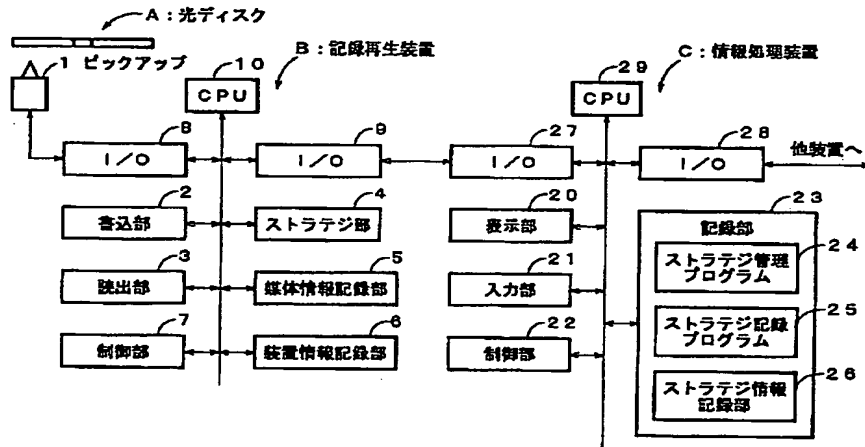 A：光ディスク
1 ピックアップ
B：記録再生装置
C：情報処理装置
10
CPU
29
CPU
8
I/O
9
I/O
27
I/O
28
I/O
他装置へ
2
書込部
4
ストラテジ部
20
表示部
23
記録部
3
読出部
5
媒体情報記録部
21
入力部
24
ストラテジ管理
プログラム
7
制御部
6
装置情報記録部
22
制御部
25
ストラテジ記録
プログラム
26
ストラテジ情報
記録部